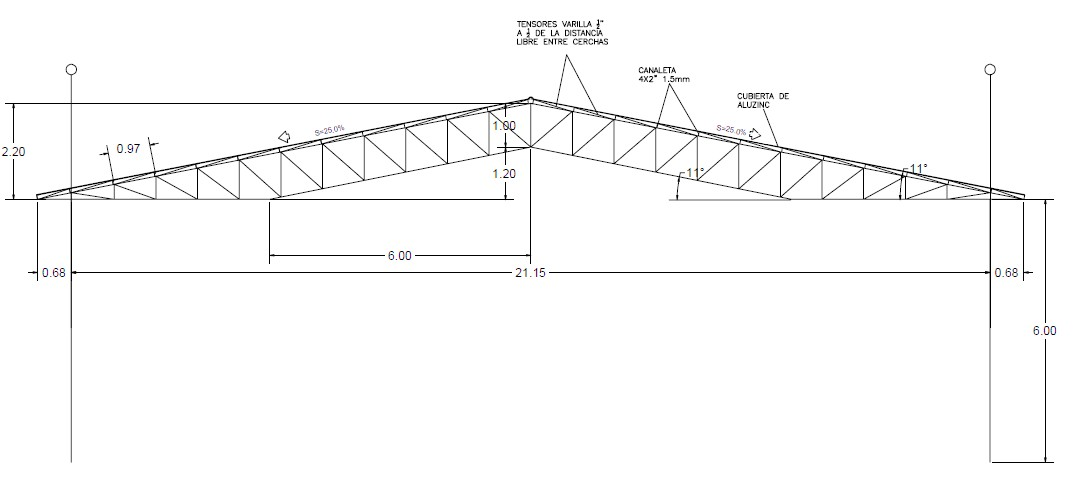 TENSORES VARILLA ½"
A ⅓ DE LA DISTANCIA
LIBRE ENTRE CERCHAS
CANALETA
4X2" 1.5mm
CUBIERTA DE
ALUZINC
2.20
0.97
S=25.0%
1.00
1.20
S=25.0%
11°
11°
6.00
0.68
21.15
0.68
6.00